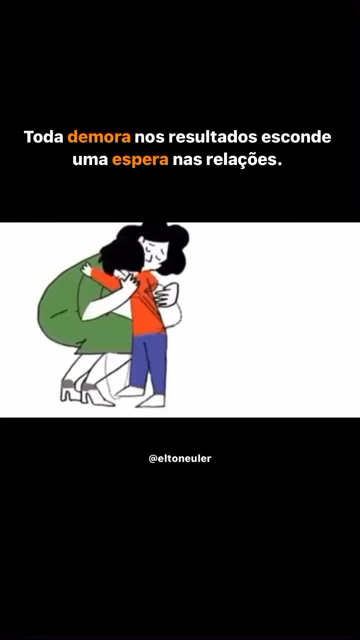 Toda demora nos resultados esconde
uma espera nas relações.
@eltoneuler